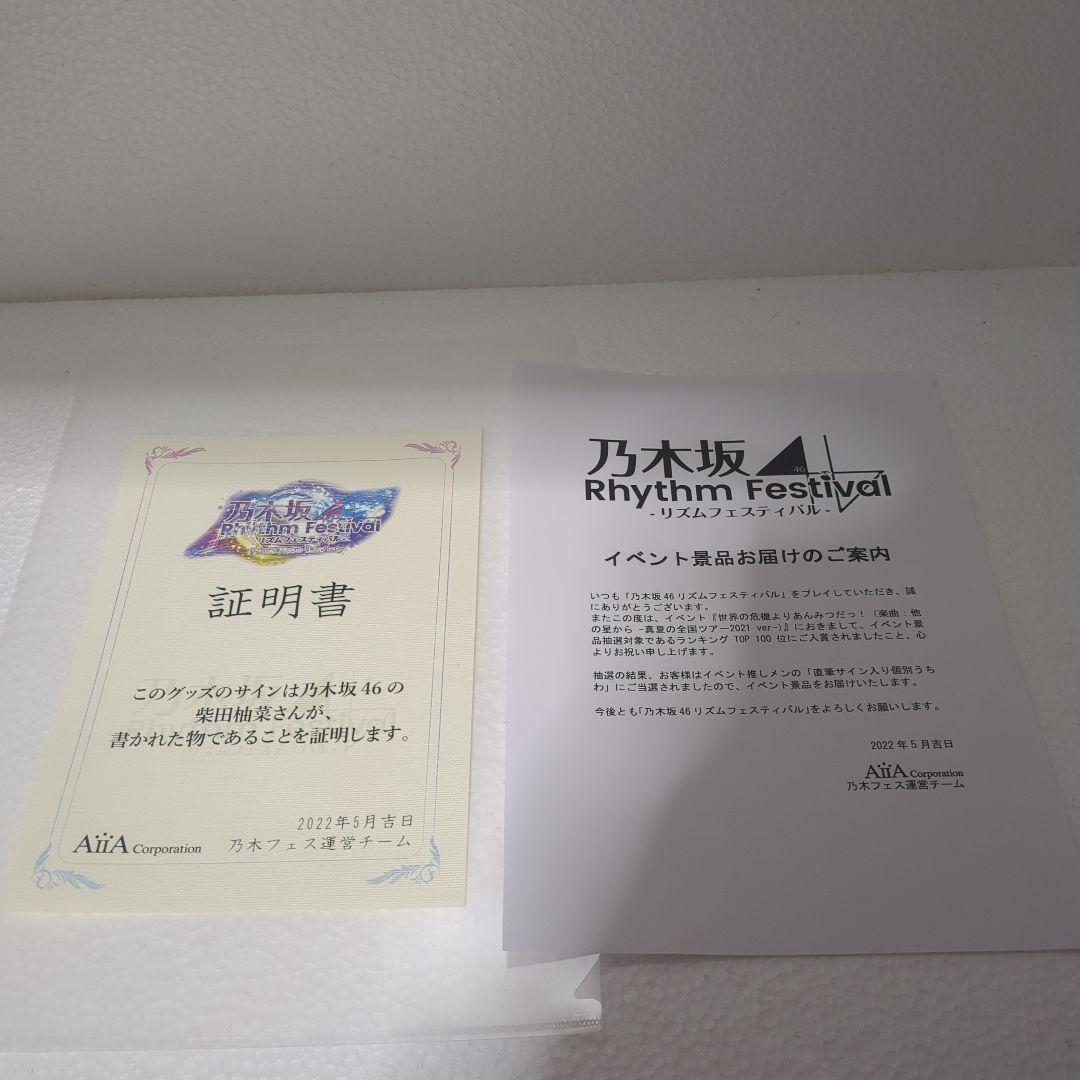 乃木坂46
Rhythm Festival
リズムフェスティバル
証明書
このグッズのサインは乃木坂46の
柴田柚菜さんが、
書かれた物であることを証明します。
2022年5月吉日
AiiA Corporation
乃木フェス運営チーム
乃木坂46
Rhythm Festival
-リズムフェスティバル-
イベント景品お届けのご案内
いつも「乃木坂46リズムフェスティバル」をプレイしていただき、誠
にありがとうございます。
またこの度は、イベント『世界の危機よりあんみつだっ！（楽曲：他
の星から -真夏の全国ツアー2021 ver-）』におきまして、イベント景
品抽選対象であるランキング TOP 100 位にご入賞されましたこと、心
よりお祝い申し上げます。
抽選の結果、お客様はイベント推しメンの「直筆サイン入り個別うち
わ」にご当選されましたので、イベント景品をお届けいたします。
今後とも「乃木坂46リズムフェスティバル」をよろしくお願いします。
2022年5月吉日
AiiA Corporation
乃木フェス運営チーム